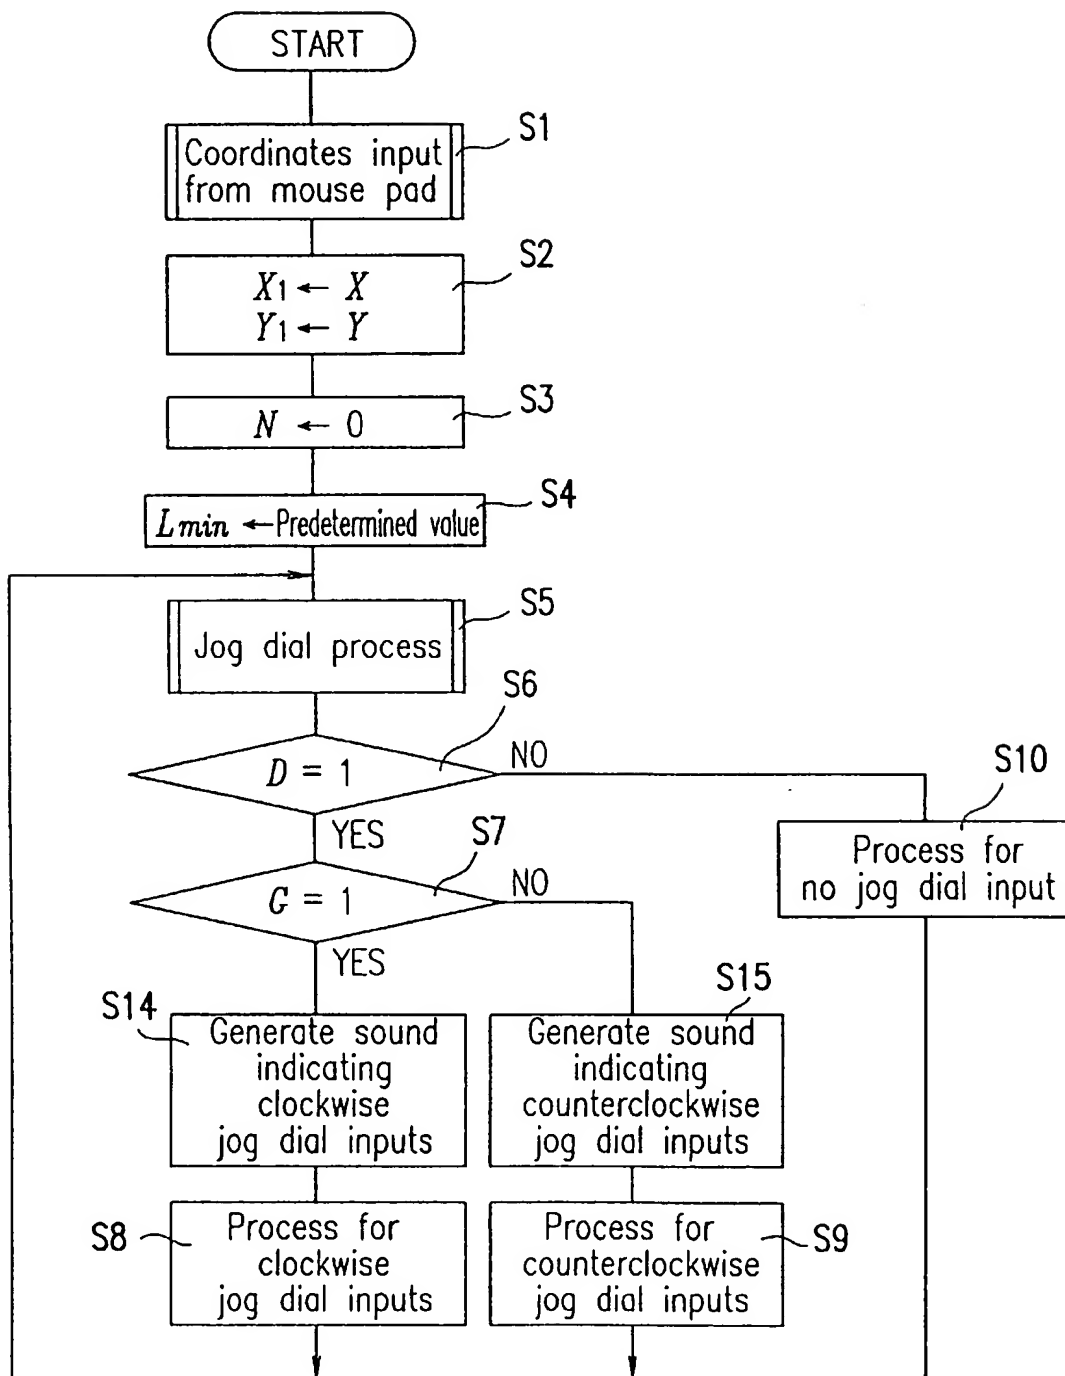 START
S1
Coordinates input
from mouse pad
S2
X1 ← X
Y1 ← Y
S3
N ← 0
S4
Lmin ← Predetermined value
S5
Jog dial process
S6
D = 1
NO
YES
S10
Process for
no jog dial input
S7
G = 1
NO
YES
S14
Generate sound
indicating
clockwise
jog dial inputs
S15
Generate sound
indicating
counterclockwise
jog dial inputs
S8
Process for
clockwise
jog dial inputs
S9
Process for
counterclockwise
jog dial inputs